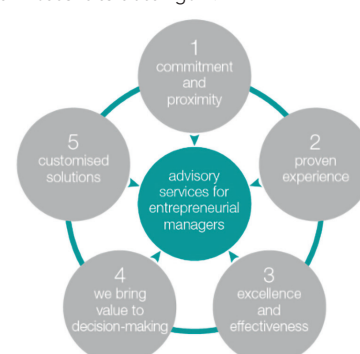 1
commitment
and
proximity
2
proven
experience
3
excellence
and
effectiveness
4
we bring
value to
decision-making
5
customised
solutions
advisory
services for
entrepreneurial
managers